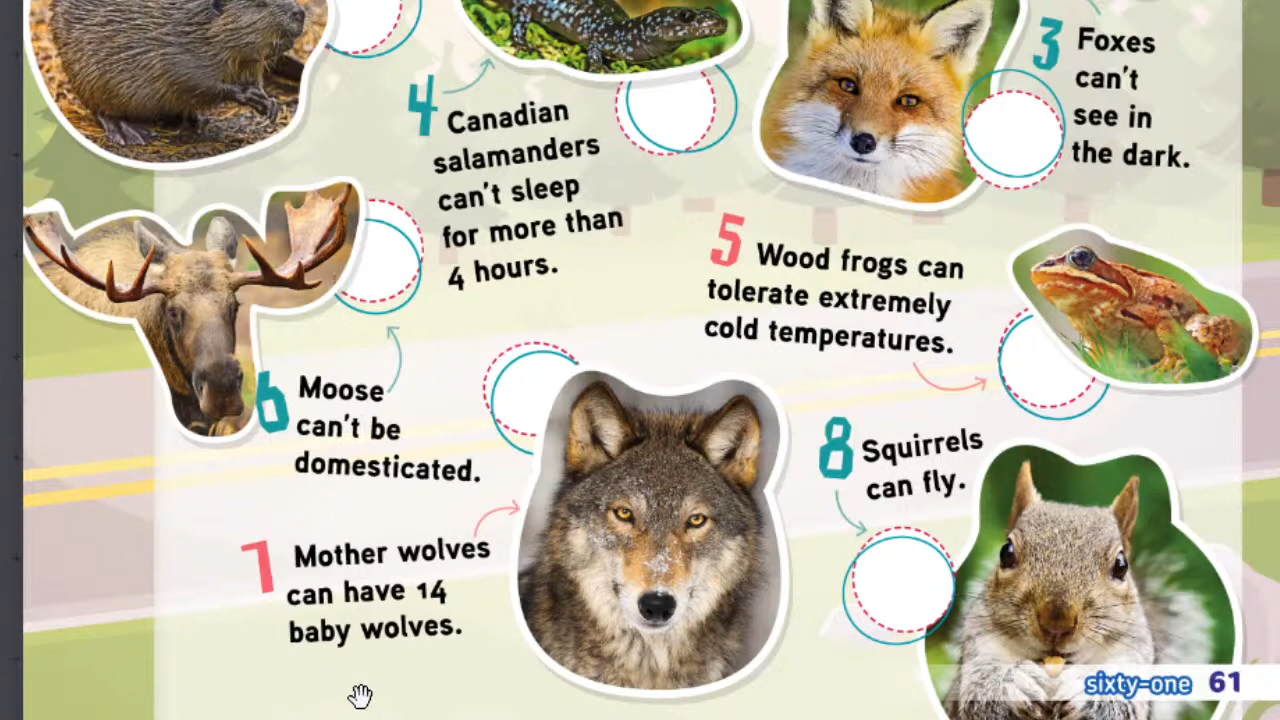 3 Foxes
can't
see in
the dark.
4 Canadian
salamanders
can't sleep
for more than
4 hours.
5 Wood frogs can
tolerate extremely
cold temperatures.
6 Moose
can't be
domesticated.
7 Mother wolves
can have 14
baby wolves.
8 Squirrels
can fly.
sixty-one 61